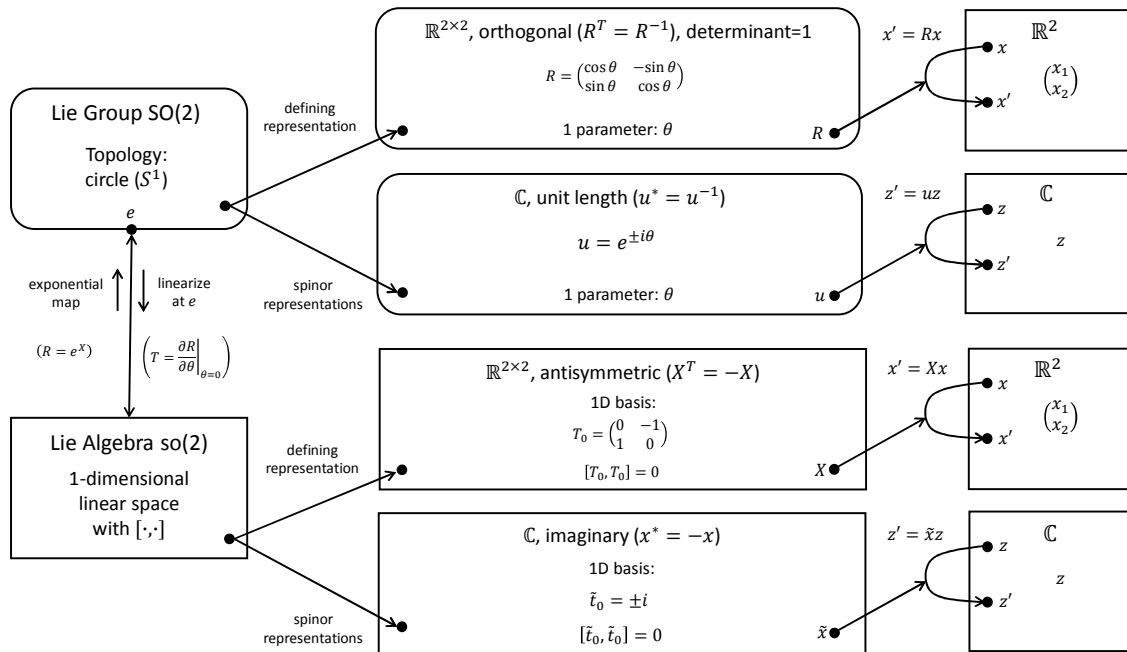 Lie Group SO(2)
Topology:
circle (𝑆¹)
𝑒
exponential
map
linearize
at 𝑒
(𝑅 = 𝑒^𝑋)
(𝑇 = ∂𝑅/∂𝜃|_𝜃=0)
Lie Algebra so(2)
1-dimensional
linear space
with [·,·]
defining
representation
spinor
representations
defining
representation
spinor
representations
ℝ^2×2, orthogonal (𝑅^𝑇 = 𝑅^−1), determinant=1
𝑅 = (cos 𝜃 −sin 𝜃
sin 𝜃 cos 𝜃)
1 parameter: 𝜃
𝑅
𝑥′ = 𝑅𝑥
ℝ²
𝑥
𝑥′
(𝑥₁
𝑥₂)
ℂ, unit length (𝑢* = 𝑢^−1)
𝑢 = 𝑒^±𝑖𝜃
1 parameter: 𝜃
𝑢
𝑧′ = 𝑢𝑧
ℂ
𝑧
𝑧
𝑧′
ℝ^2×2, antisymmetric (𝑋^𝑇 = −𝑋)
1D basis:
𝑇₀ = (0 −1
1 0)
[𝑇₀, 𝑇₀] = 0
𝑋
𝑥′ = 𝑋𝑥
ℝ²
𝑥
𝑥′
(𝑥₁
𝑥₂)
ℂ, imaginary (𝑥* = −𝑥)
1D basis:
𝑡̃₀ = ±𝑖
[𝑡̃₀, 𝑡̃₀] = 0
𝑥̃
𝑧′ = 𝑥̃𝑧
ℂ
𝑧
𝑧
𝑧′